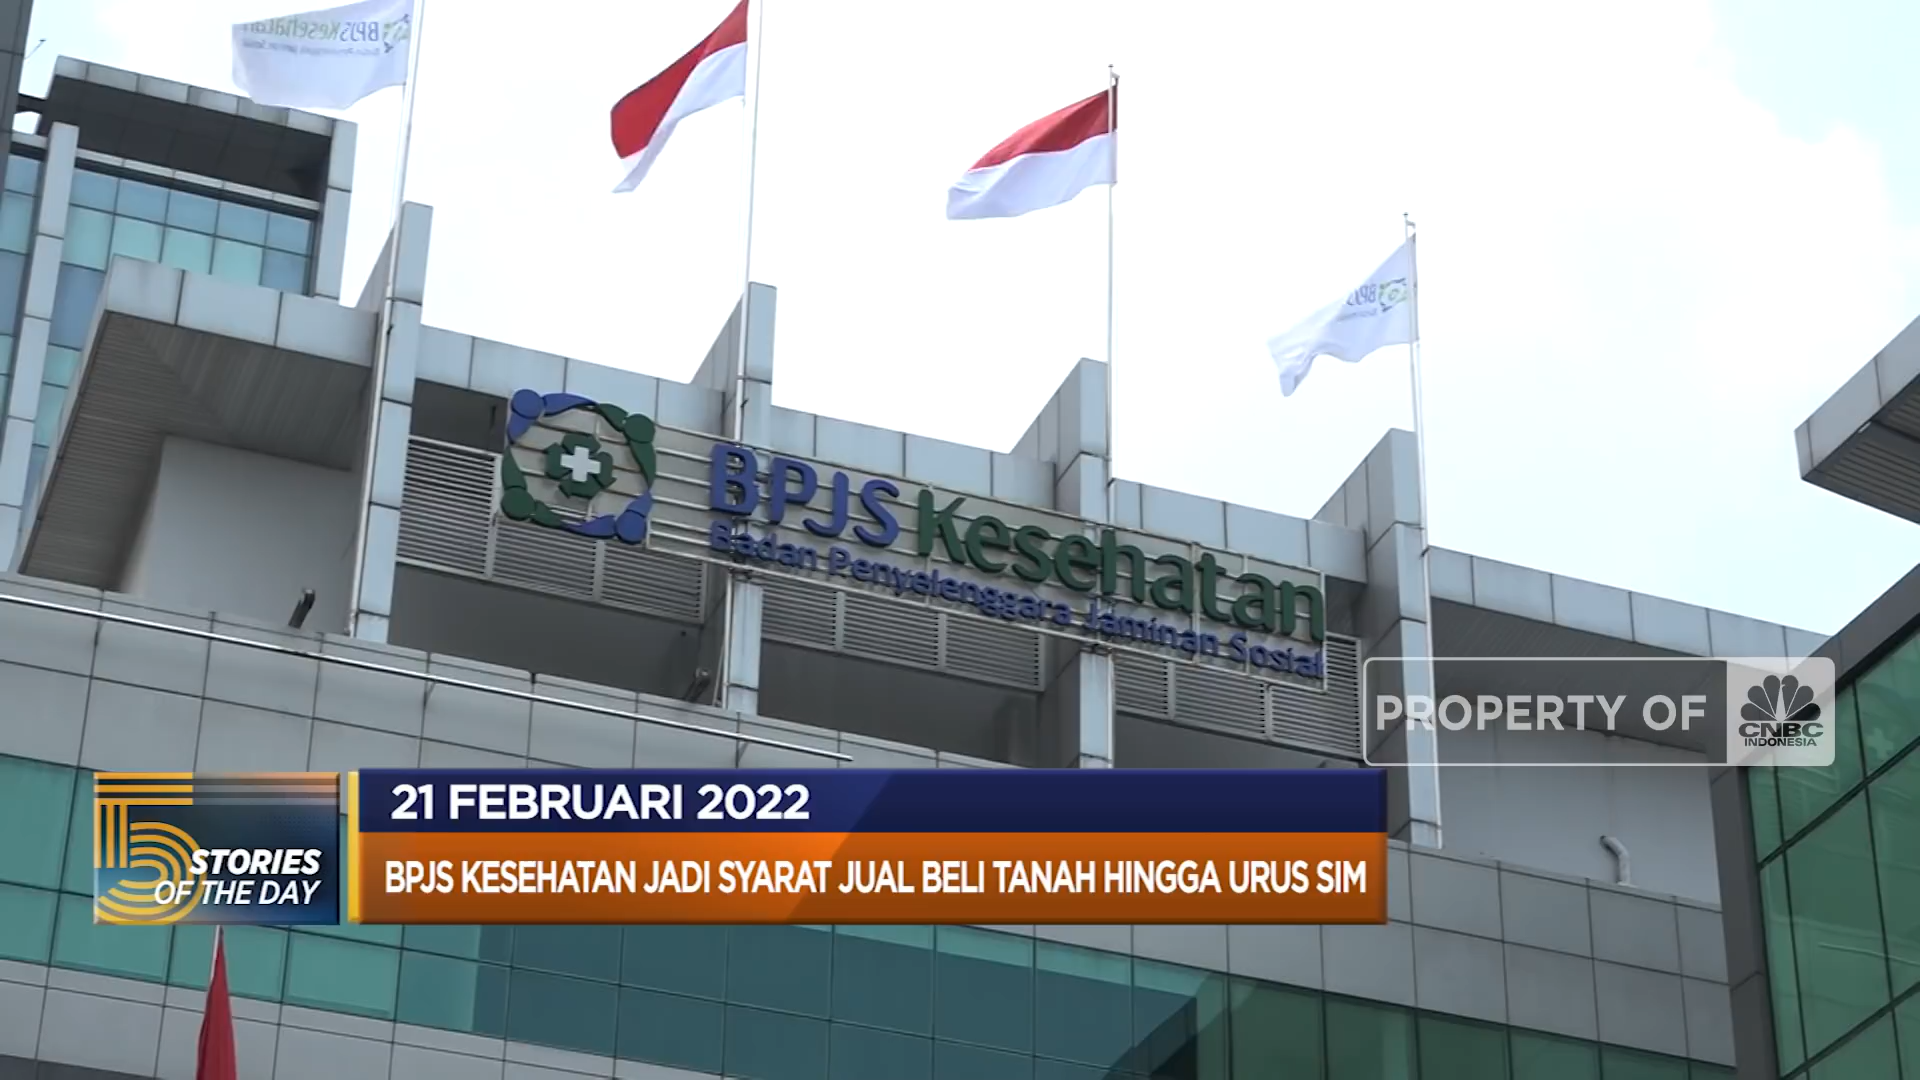 BPJS Kesehatan
Badan Penyelenggara Jaminan Sosial
PROPERTY OF
CNBC
INDONESIA
5
STORIES
OF THE DAY
21 FEBRUARI 2022
BPJS KESEHATAN JADI SYARAT JUAL BELI TANAH HINGGA URUS SIM